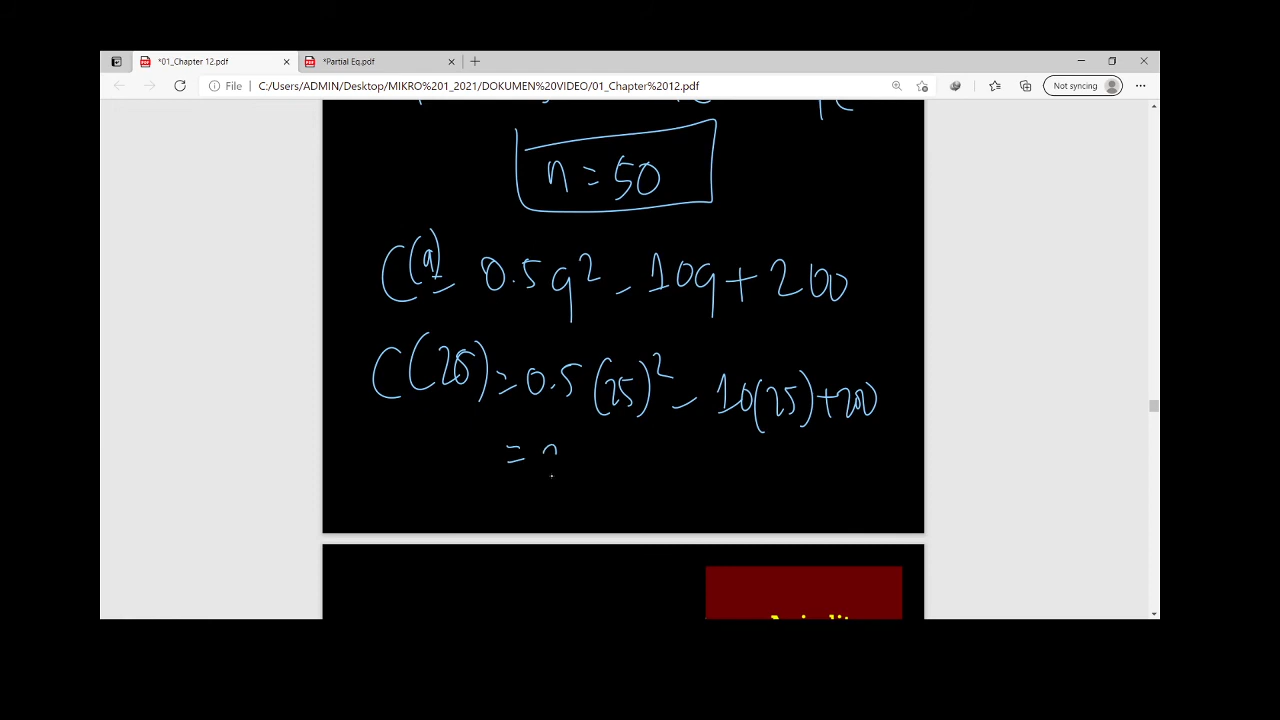 *01_Chapter 12.pdf
*Partial Eq.pdf
File
C:/Users/ADMIN/Desktop/MIKRO%201_2021/DOKUMEN%20VIDEO/01_Chapter%2012.pdf
Not syncing
n = 50
C(q) = 0.5q² - 10q + 200
C(25) = 0.5(25)² - 10(25) + 200
= ?